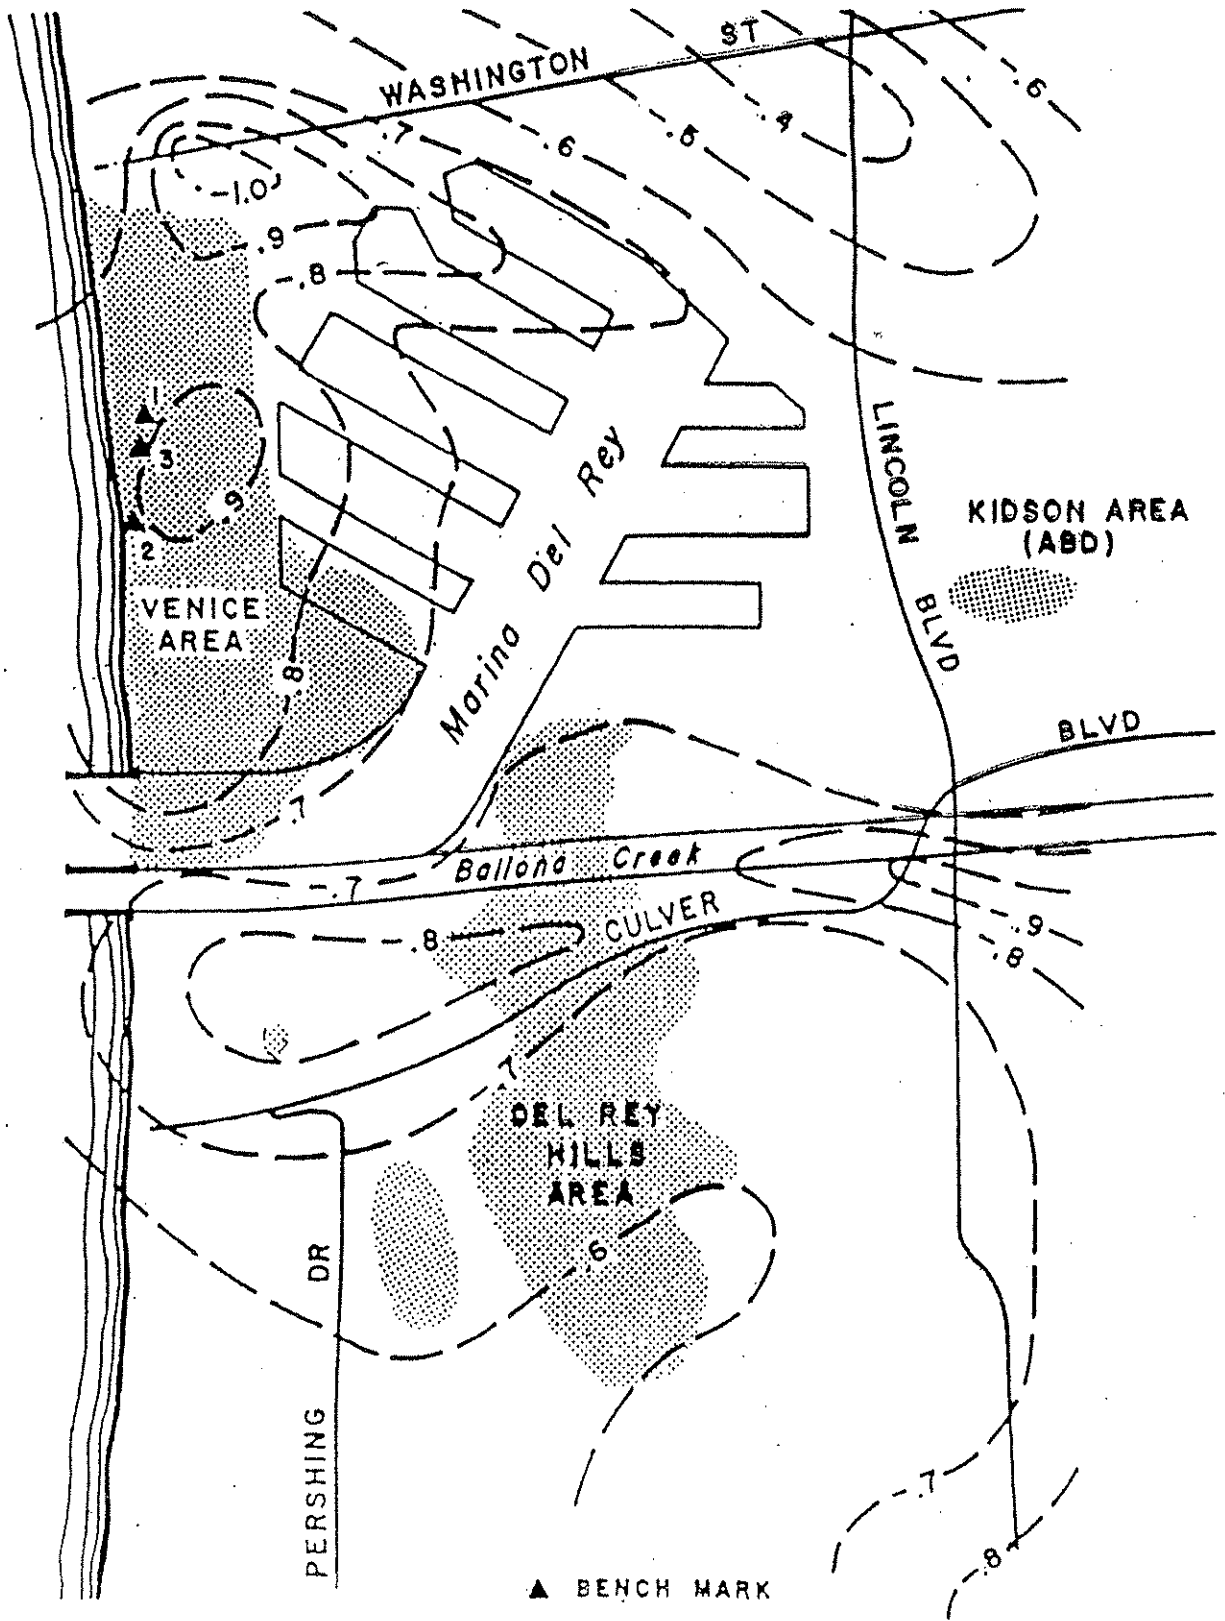 WASHINGTON ST
-.6
-.4
-.5
-.7
-.6
-1.0
-.9
-.8
1
3
2
-.9
LINCOLN BLVD
Marina Del Rey
KIDSON AREA
(ABD)
VENICE
AREA
-.8
BLVD
-.7
-.7
Ballona Creek
CULVER
-.8
-.9
-.8
-.7
DEL REY
HILLS
AREA
-.6
PERSHING DR
-.7
-.8
▲ BENCH MARK